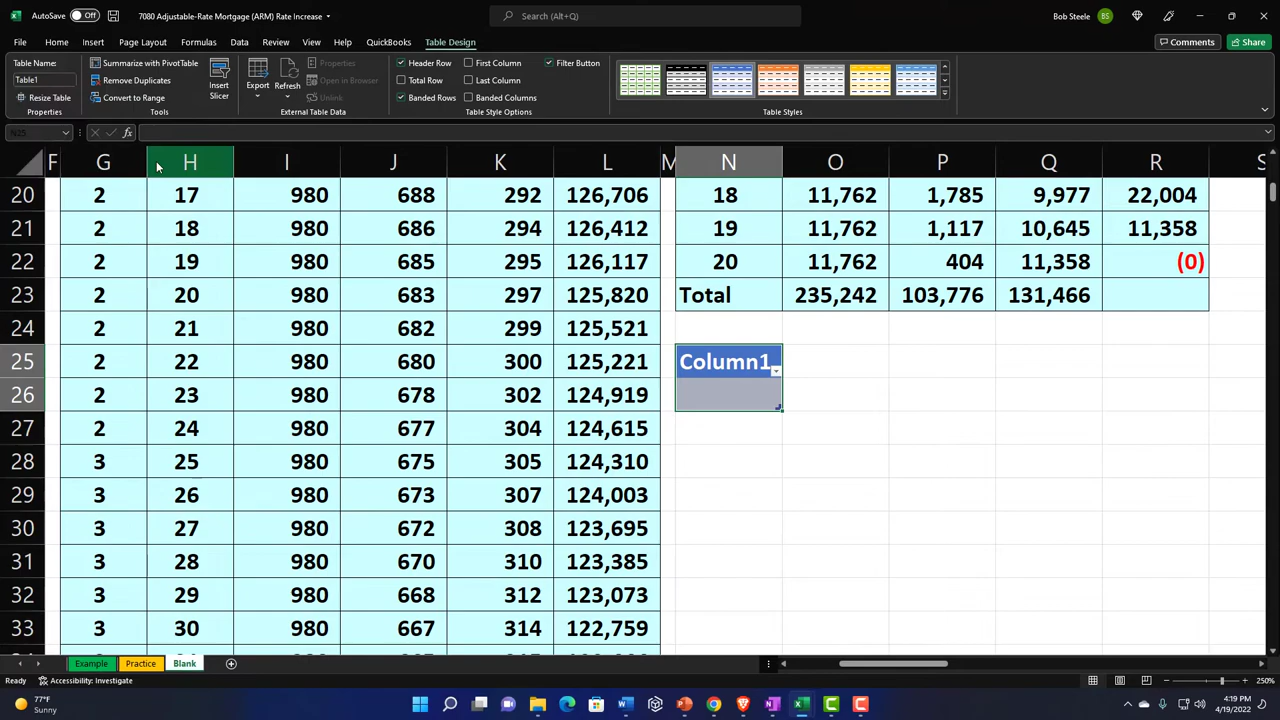 AutoSave Off 7080 Adjustable-Rate Mortgage (ARM) Rate Increase Search (Alt+Q) Bob Steele BS
File Home Insert Page Layout Formulas Data Review View Help QuickBooks Table Design Comments Share
Table Name: Summarize with PivotTable Properties Header Row First Column Filter Button
Table1 Remove Duplicates Insert Slicer Export Refresh Open in Browser Total Row Last Column
Resize Table Convert to Range Unlink Banded Rows Banded Columns
Properties Tools External Table Data Table Style Options Table Styles
N15 fx
F G H I J K L M N O P Q R S
20 2 17 980 688 292 126,706 18 11,762 1,785 9,977 22,004
21 2 18 980 686 294 126,412 19 11,762 1,117 10,645 11,358
22 2 19 980 685 295 126,117 20 11,762 404 11,358 (0)
23 2 20 980 683 297 125,820 Total 235,242 103,776 131,466
24 2 21 980 682 299 125,521
25 2 22 980 680 300 125,221 Column1
26 2 23 980 678 302 124,919
27 2 24 980 677 304 124,615
28 3 25 980 675 305 124,310
29 3 26 980 673 307 124,003
30 3 27 980 672 308 123,695
31 3 28 980 670 310 123,385
32 3 29 980 668 312 123,073
33 3 30 980 667 314 122,759
Example Practice Blank
Ready Accessibility: Investigate 250%
77°F
Sunny
4:19 PM
4/19/2022